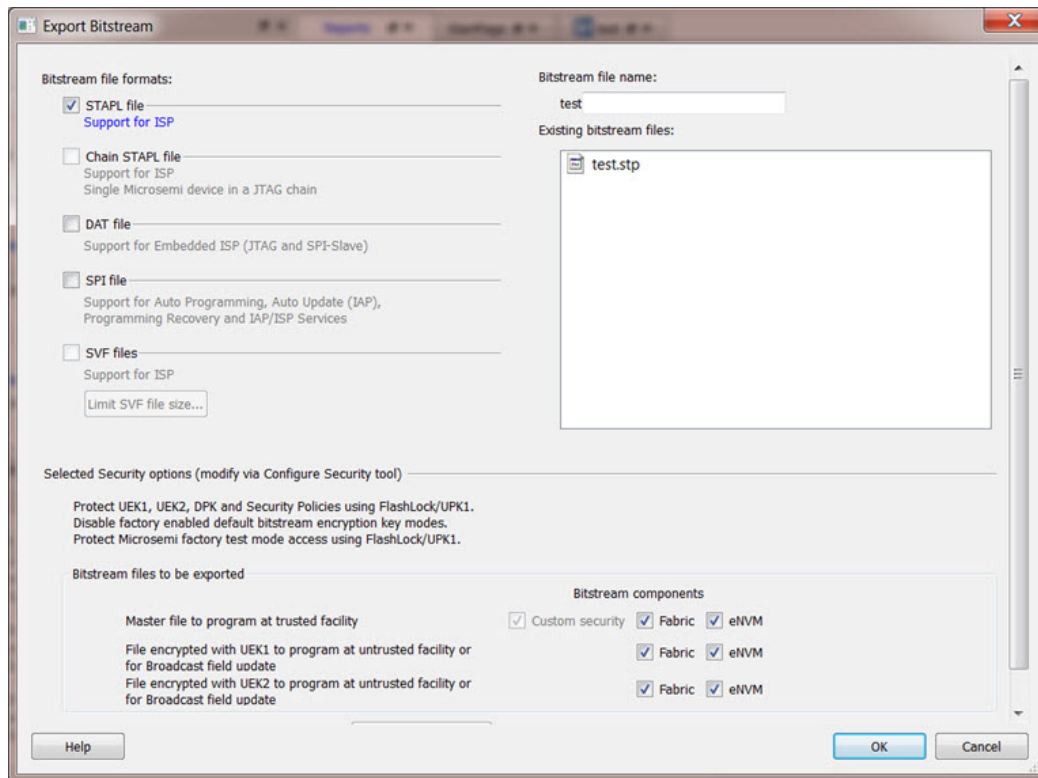 Export Bitstream
Bitstream file formats:
STAPL file
Support for ISP
Chain STAPL file
Support for ISP
Single Microsemi device in a JTAG chain
DAT file
Support for Embedded ISP (JTAG and SPI-Slave)
SPI file
Support for Auto Programming, Auto Update (IAP),
Programming Recovery and IAP/ISP Services
SVF files
Support for ISP
Limit SVF file size...
Bitstream file name:
test
Existing bitstream files:
test.stp
Selected Security options (modify via Configure Security tool)
Protect UEK1, UEK2, DPK and Security Policies using FlashLock/UPK1.
Disable factory enabled default bitstream encryption key modes.
Protect Microsemi factory test mode access using FlashLock/UPK1.
Bitstream files to be exported
Bitstream components
Master file to program at trusted facility Custom security Fabric eNVM
File encrypted with UEK1 to program at untrusted facility or
for Broadcast field update Fabric eNVM
File encrypted with UEK2 to program at untrusted facility or
for Broadcast field update Fabric eNVM
Help OK Cancel